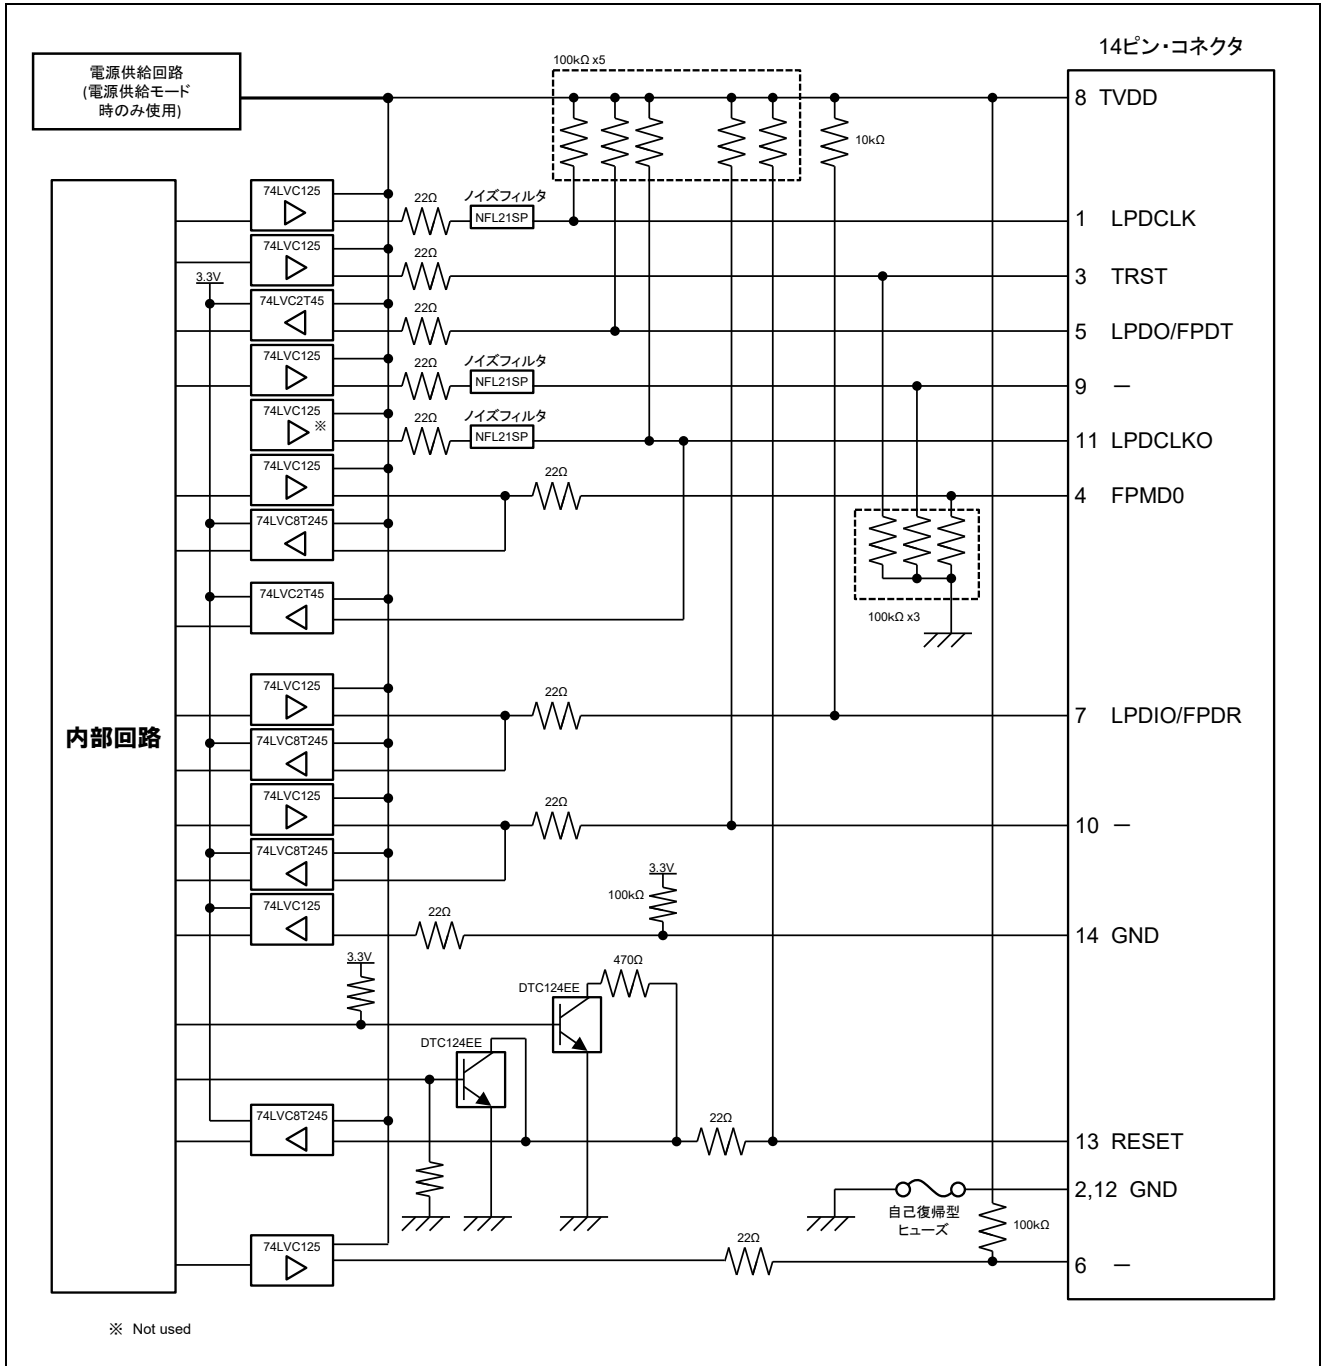 14ピン・コネクタ
電源供給回路
(電源供給モード
時のみ使用)
100kΩ x5
8 TVDD
10kΩ
74LVC125
22Ω
ノイズフィルタ
NFL21SP
1 LPDCLK
74LVC125
22Ω
3 TRST
3.3V
74LVC2T45
22Ω
5 LPDO/FPDT
74LVC125
22Ω
ノイズフィルタ
NFL21SP
9 －
74LVC125
※
22Ω
ノイズフィルタ
NFL21SP
11 LPDCLKO
74LVC125
22Ω
4 FPMD0
74LVC8T245
74LVC2T45
100kΩ x3
内部回路
74LVC125
22Ω
7 LPDIO/FPDR
74LVC8T245
74LVC125
22Ω
10 －
74LVC8T245
3.3V
100kΩ
74LVC125
22Ω
14 GND
3.3V
470Ω
DTC124EE
DTC124EE
74LVC8T245
22Ω
13 RESET
2,12 GND
自己復帰型
ヒューズ
100kΩ
74LVC125
22Ω
6 －
※ Not used